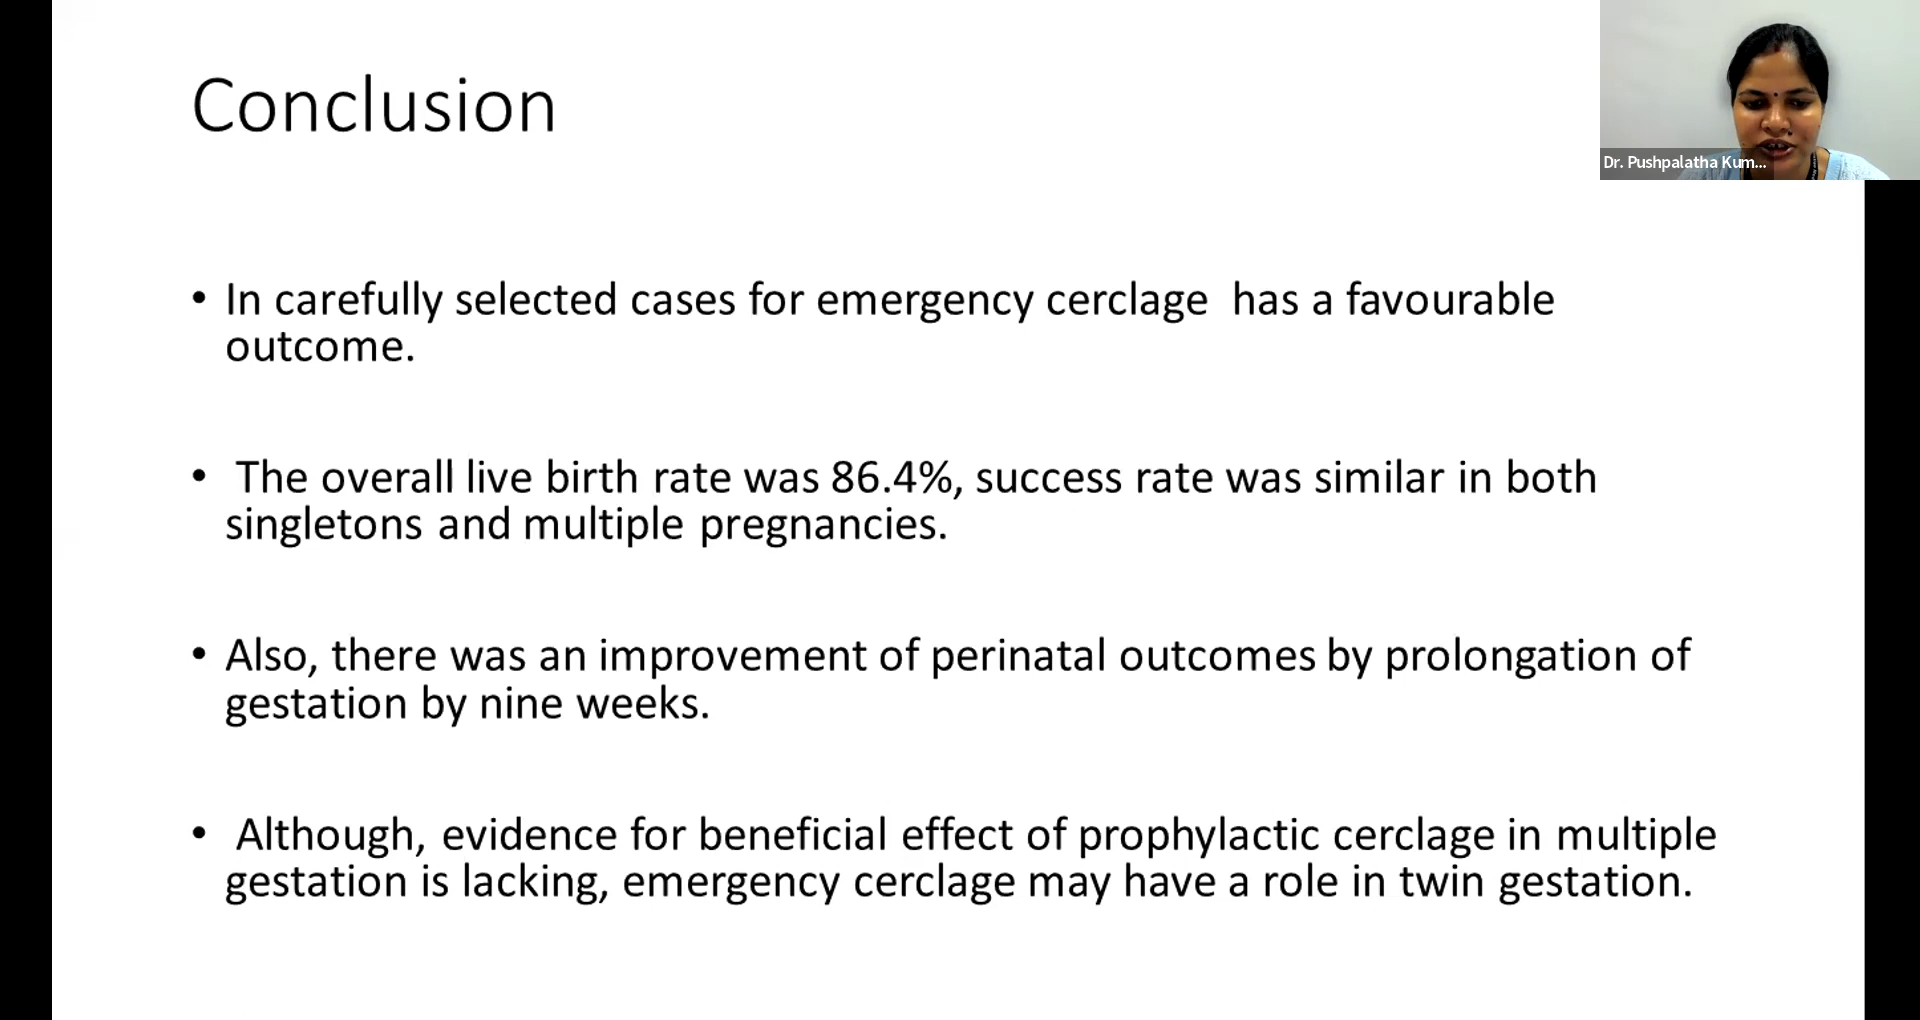 Conclusion
Dr. Pushpalatha Kum...
• In carefully selected cases for emergency cerclage  has a favourable
outcome.
• The overall live birth rate was 86.4%, success rate was similar in both
singletons and multiple pregnancies.
• Also, there was an improvement of perinatal outcomes by prolongation of
gestation by nine weeks.
• Although, evidence for beneficial effect of prophylactic cerclage in multiple
gestation is lacking, emergency cerclage may have a role in twin gestation.